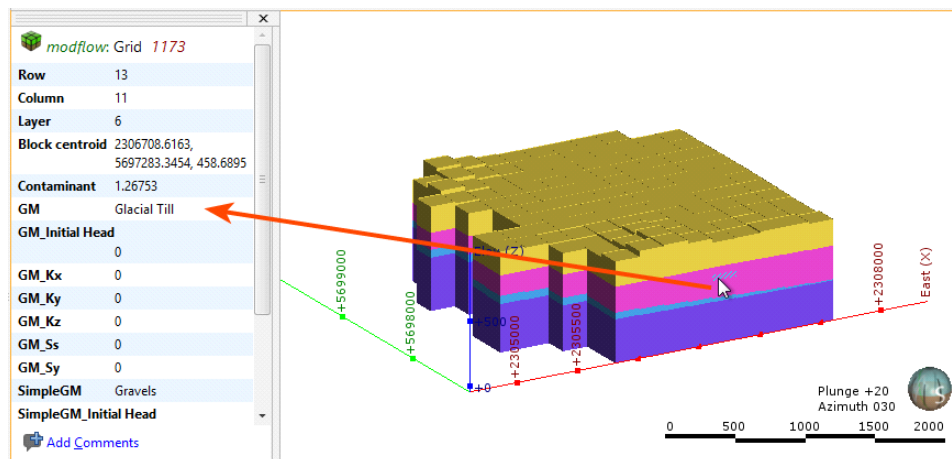 ×
modflow: Grid 1173
Row 13
Column 11
Layer 6
Block centroid 2306708.6163,
5697283.3454, 458.6895
Contaminant 1.26753
GM Glacial Till
GM_Initial Head
0
GM_Kx 0
GM_Ky 0
GM_Kz 0
GM_Ss 0
GM_Sy 0
SimpleGM Gravels
SimpleGM_Initial Head
Add Comments
(Z)
+5699000
+5698000
+500
+0
+2305000
+2305500
+2308000
East (X)
Plunge +20
Azimuth 030
S
0 500 1000 1500 2000